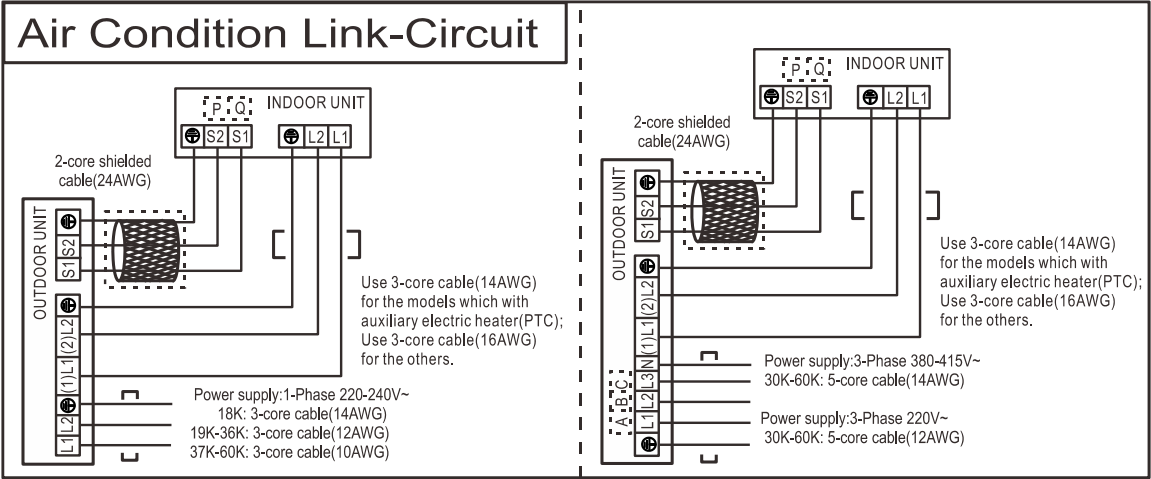 Air Condition Link-Circuit
P Q INDOOR UNIT
S2 S1 L2 L1
2-core shielded
cable(24AWG)
OUTDOOR UNIT
S2
S1
(2)L2
(1)L1
L2
L1
Use 3-core cable(14AWG)
for the models which with
auxiliary electric heater(PTC);
Use 3-core cable(16AWG)
for the others.
Power supply:1-Phase 220-240V~
18K: 3-core cable(14AWG)
19K-36K: 3-core cable(12AWG)
37K-60K: 3-core cable(10AWG)
P Q INDOOR UNIT
S2 S1 L2 L1
2-core shielded
cable(24AWG)
OUTDOOR UNIT
S2
S1
(2)L2
(1)L1
N
L3
L2
L1
A B C
Use 3-core cable(14AWG)
for the models which with
auxiliary electric heater(PTC);
Use 3-core cable(16AWG)
for the others.
Power supply:3-Phase 380-415V~
30K-60K: 5-core cable(14AWG)
Power supply:3-Phase 220V~
30K-60K: 5-core cable(12AWG)